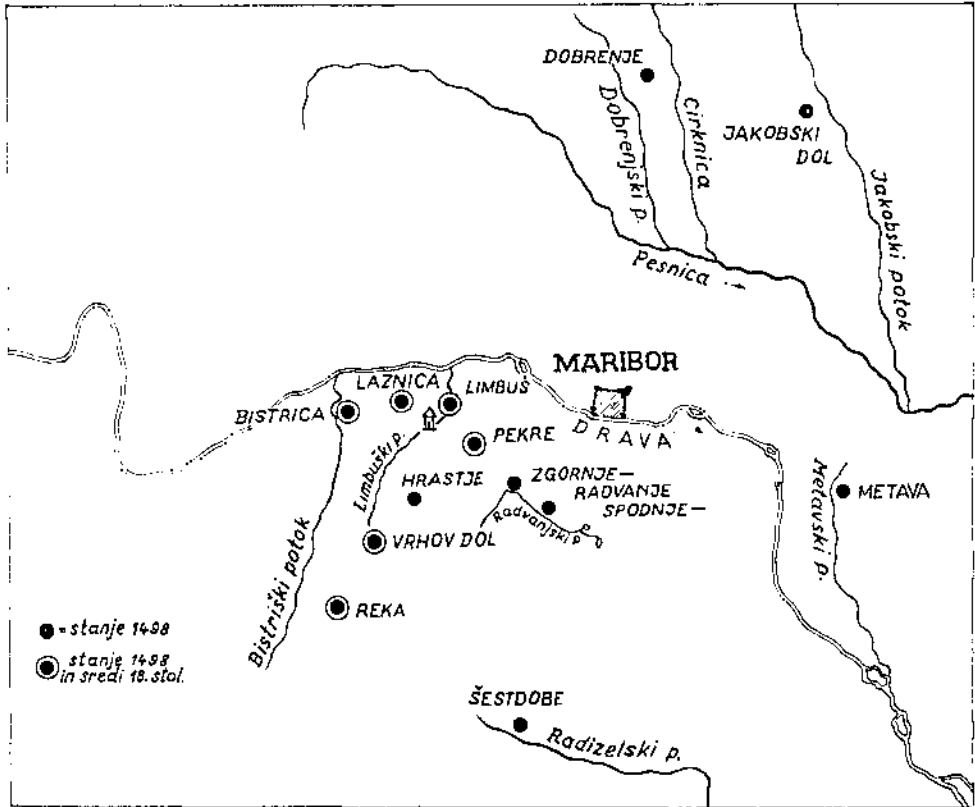 DOBRENJE
Dobrenjski p.
Cirknica
JAKOBSKI
DOL
Jakobski potok
Pesnica
MARIBOR
LAZNICA
LIMBUŠ
BISTRICA
DRAVA
PEKRE
Limbuški p.
HRASTJE
ZGORNJE—
RADVANJE
SPODNJE—
Radvanjski p.
Metavski p.
METAVA
VRHOV DOL
Bistriški potok
REKA
= stanje 1498
stanje 1498
in sredi 18. stol.
ŠESTDOBE
Radizelski p.